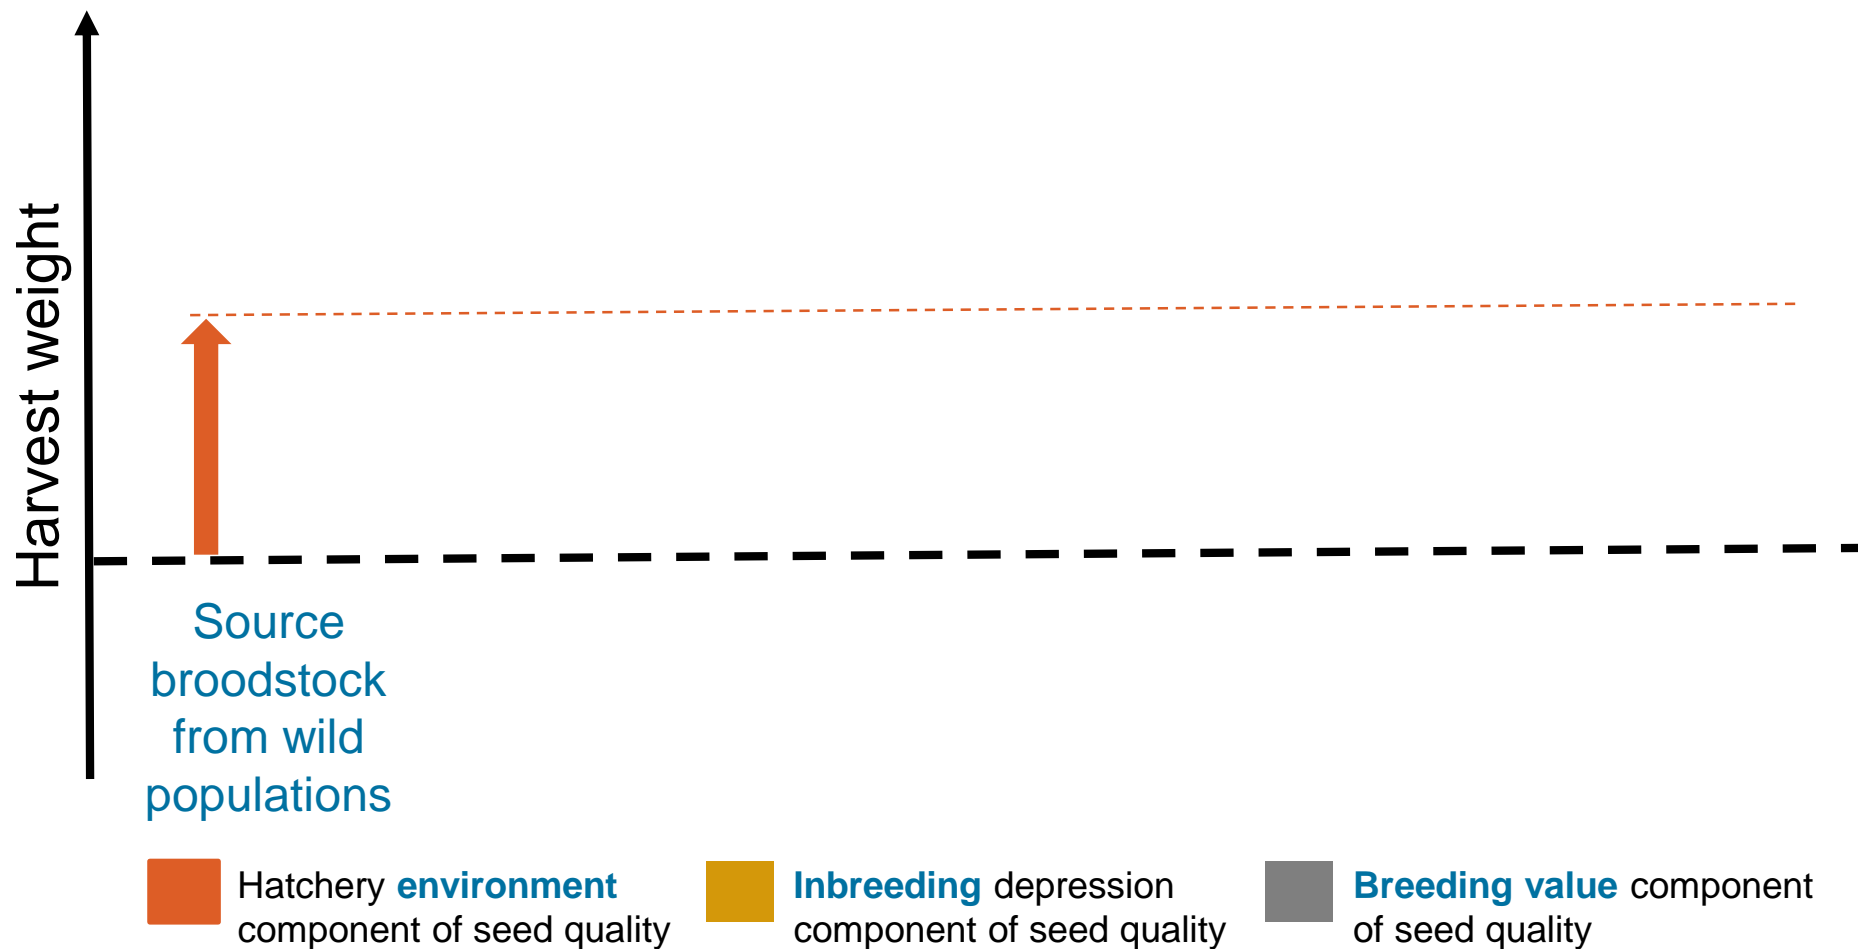 Harvest weight
Source
broodstock
from wild
populations
Hatchery environment
component of seed quality
Inbreeding depression
component of seed quality
Breeding value component
of seed quality